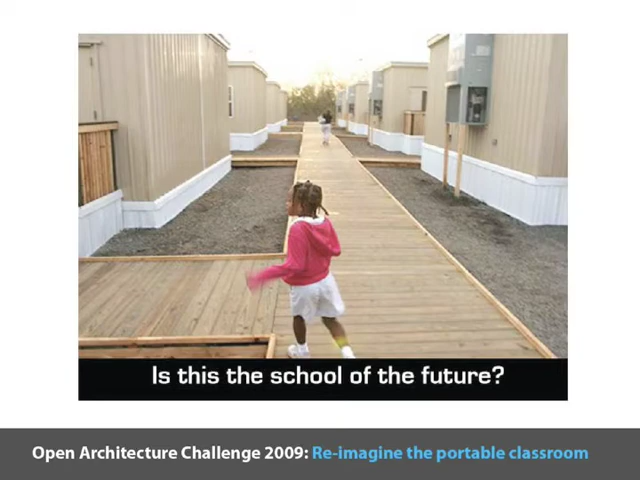 Is this the school of the future?
Open Architecture Challenge 2009: Re-imagine the portable classroom